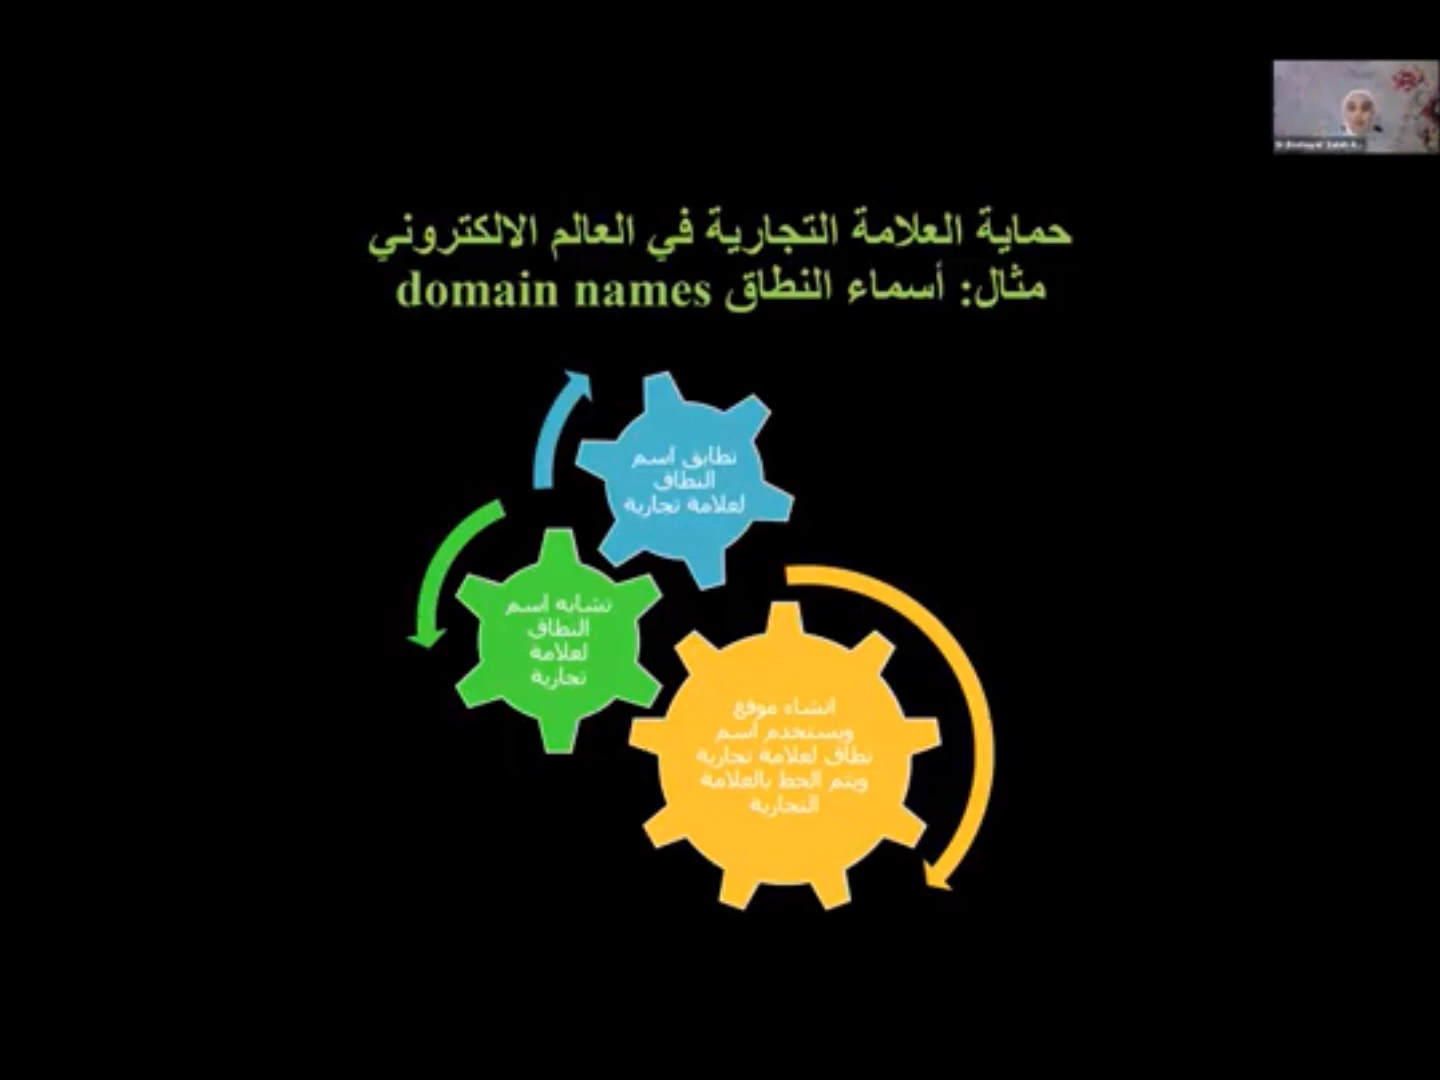 حماية العلامة التجارية في العالم الالكتروني
مثال: أسماء النطاق domain names
تطابق اسم
النطاق
لعلامة تجارية
تشابه اسم
النطاق
لعلامة
تجارية
انشاء موقع
ويستخدم اسم
نطاق لعلامة تجارية
ويتم الحط بالعلامة
التجارية